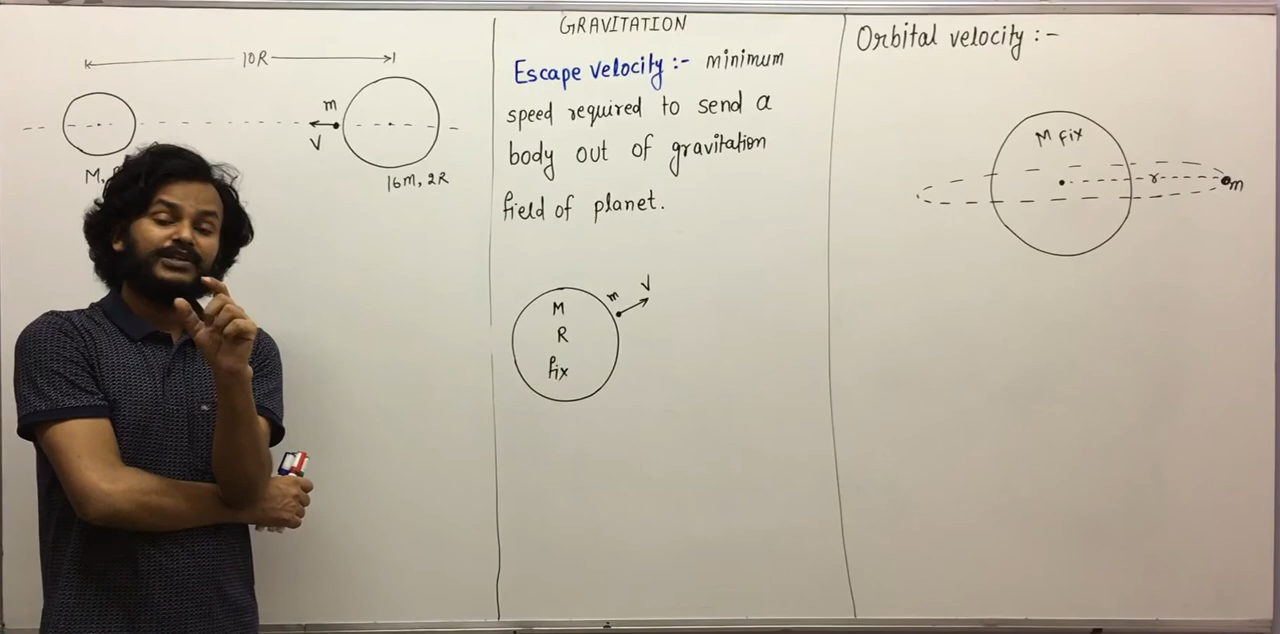 10R
m
V
M,
16M, 2R
GRAVITATION
Escape velocity :- minimum
speed required to send a
body out of gravitation
field of planet.
m V
M
R
fix
Orbital velocity :-
M fix
r
m